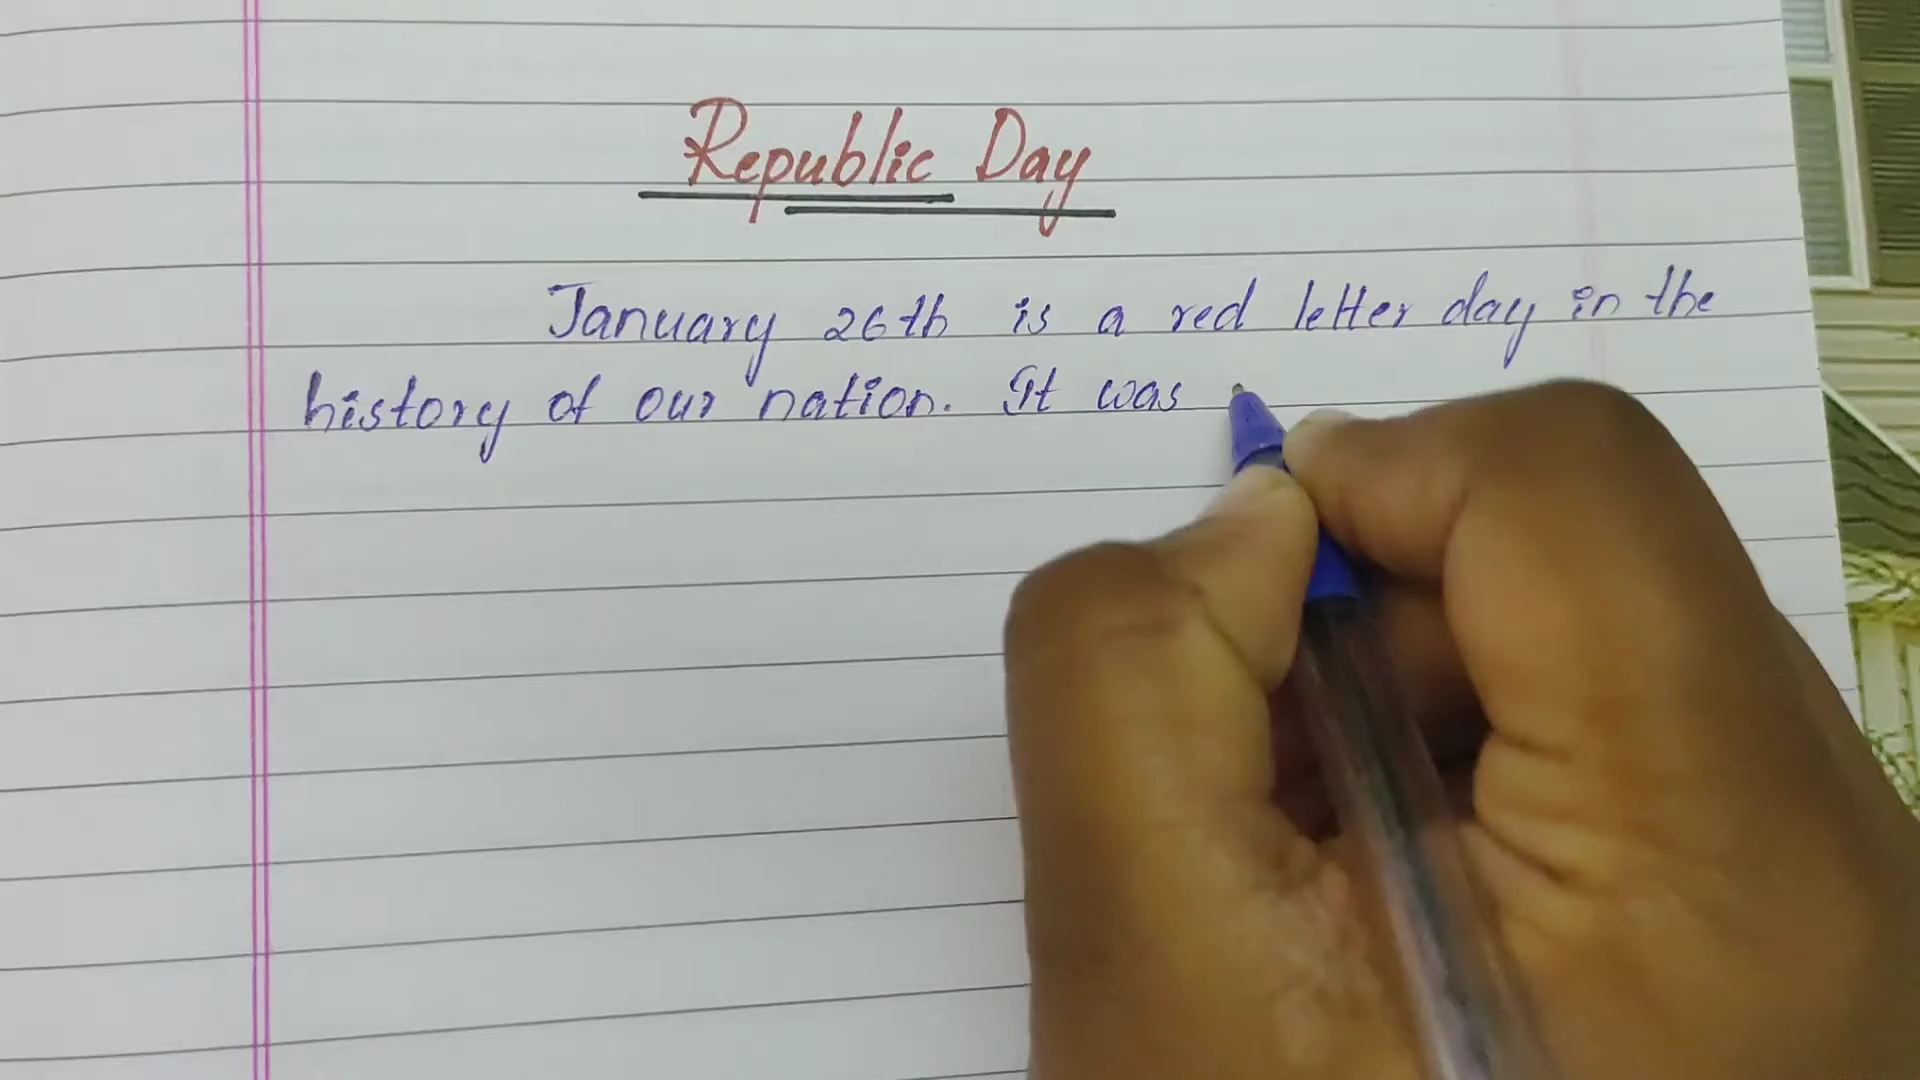 Republic Day
January 26th is a red letter day in the
history of our nation. It was